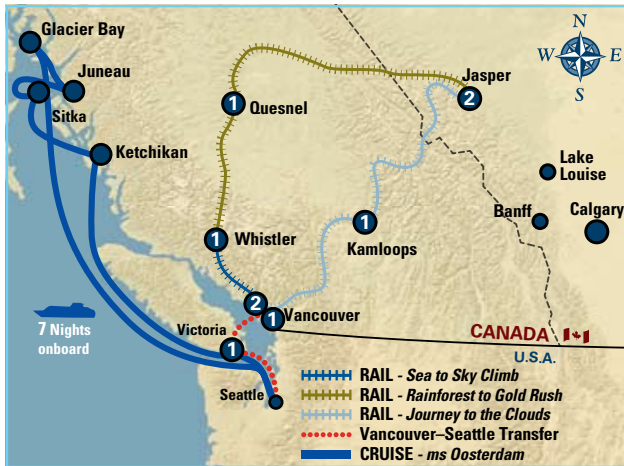 Glacier Bay
Juneau
Sitka
Ketchikan
1
Quesnel
Jasper
2
N
W E
S
Lake
Louise
Banff
Calgary
1
Whistler
1
Kamloops
2
1
Vancouver
Victoria
1
Seattle
7 Nights
onboard
CANADA
U.S.A.
RAIL - Sea to Sky Climb
RAIL - Rainforest to Gold Rush
RAIL - Journey to the Clouds
Vancouver–Seattle Transfer
CRUISE - ms Oosterdam